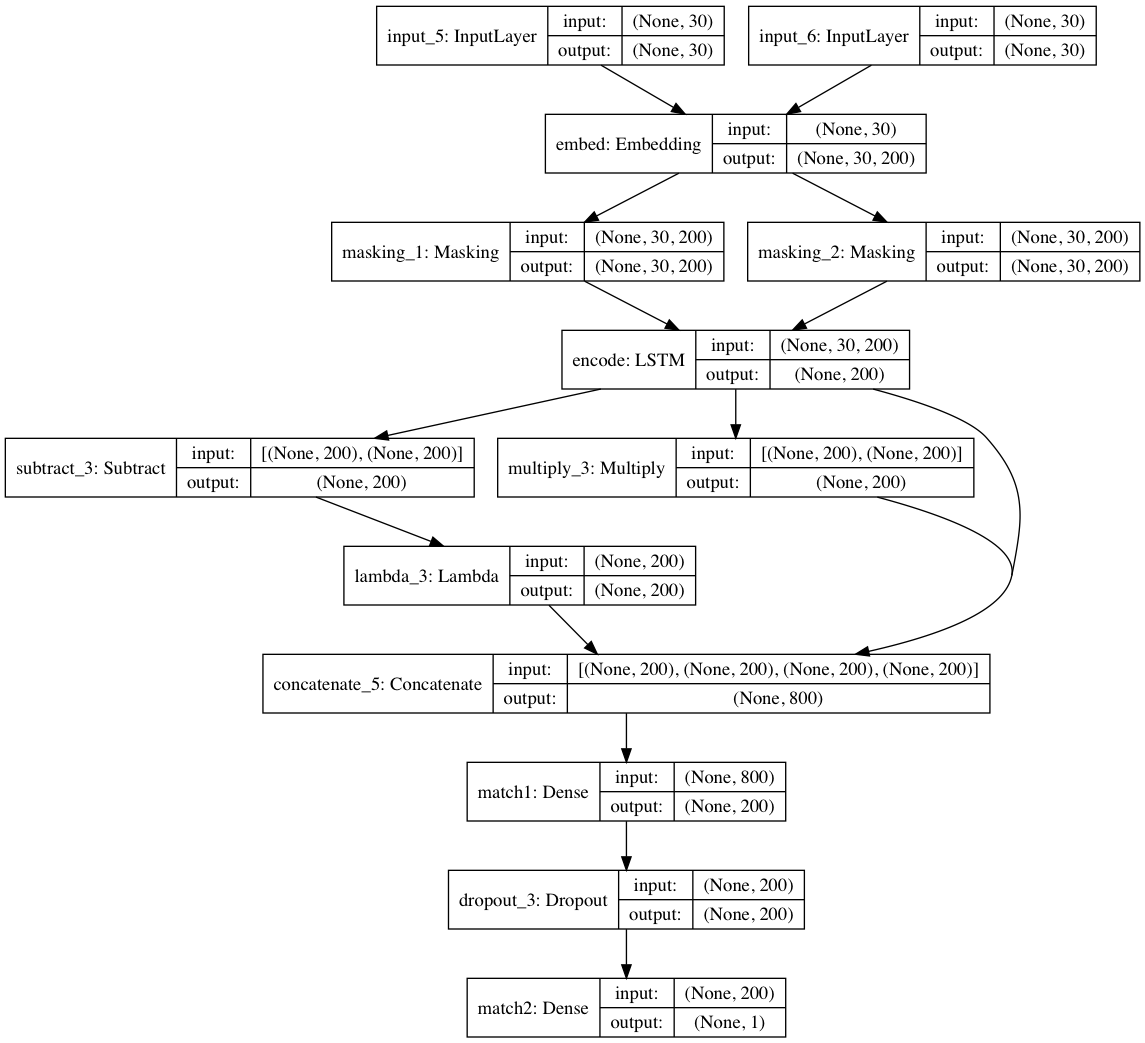 input_5: InputLayer
input: (None, 30)
output: (None, 30)
input_6: InputLayer
input: (None, 30)
output: (None, 30)
embed: Embedding
input: (None, 30)
output: (None, 30, 200)
masking_1: Masking
input: (None, 30, 200)
output: (None, 30, 200)
masking_2: Masking
input: (None, 30, 200)
output: (None, 30, 200)
encode: LSTM
input: (None, 30, 200)
output: (None, 200)
subtract_3: Subtract
input: [(None, 200), (None, 200)]
output: (None, 200)
multiply_3: Multiply
input: [(None, 200), (None, 200)]
output: (None, 200)
lambda_3: Lambda
input: (None, 200)
output: (None, 200)
concatenate_5: Concatenate
input: [(None, 200), (None, 200), (None, 200), (None, 200)]
output: (None, 800)
match1: Dense
input: (None, 800)
output: (None, 200)
dropout_3: Dropout
input: (None, 200)
output: (None, 200)
match2: Dense
input: (None, 200)
output: (None, 1)